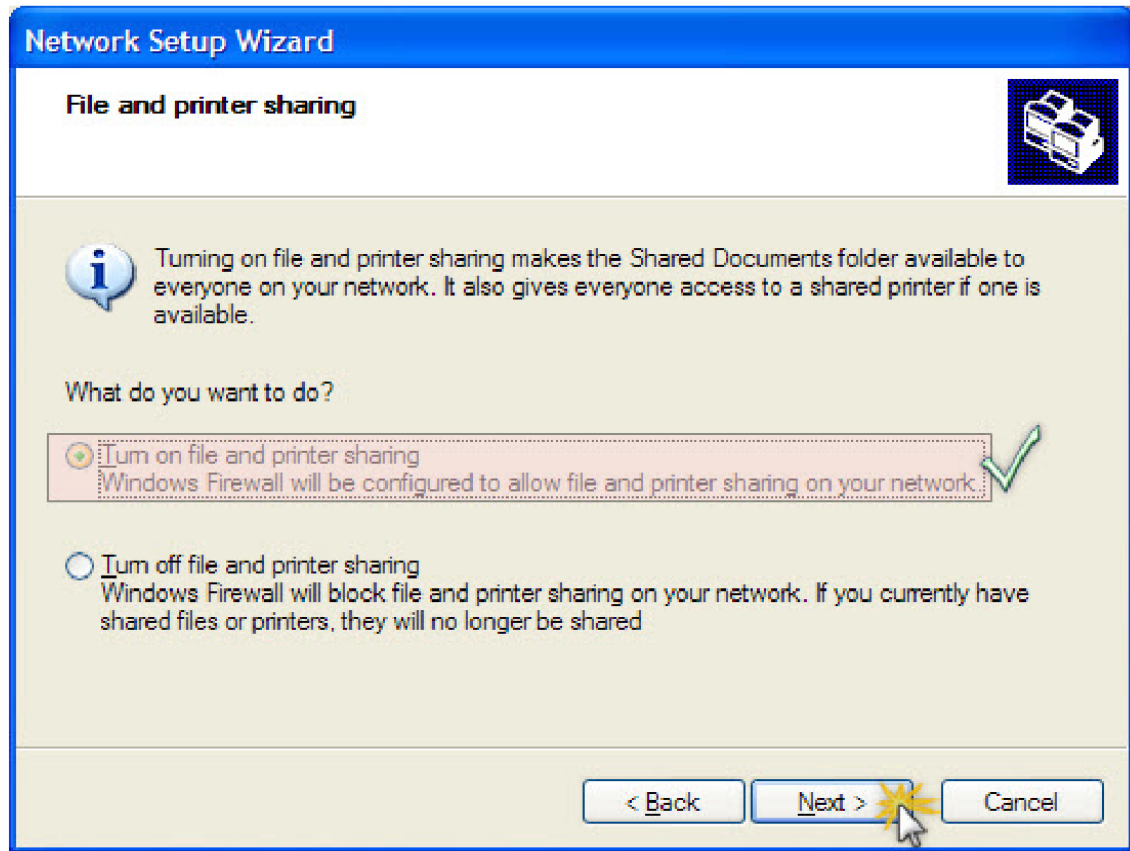 Network Setup Wizard
File and printer sharing
Turning on file and printer sharing makes the Shared Documents folder available to
everyone on your network. It also gives everyone access to a shared printer if one is
available.
What do you want to do?
Turn on file and printer sharing
Windows Firewall will be configured to allow file and printer sharing on your network.
Turn off file and printer sharing
Windows Firewall will block file and printer sharing on your network. If you currently have
shared files or printers, they will no longer be shared
< Back
Next >
Cancel